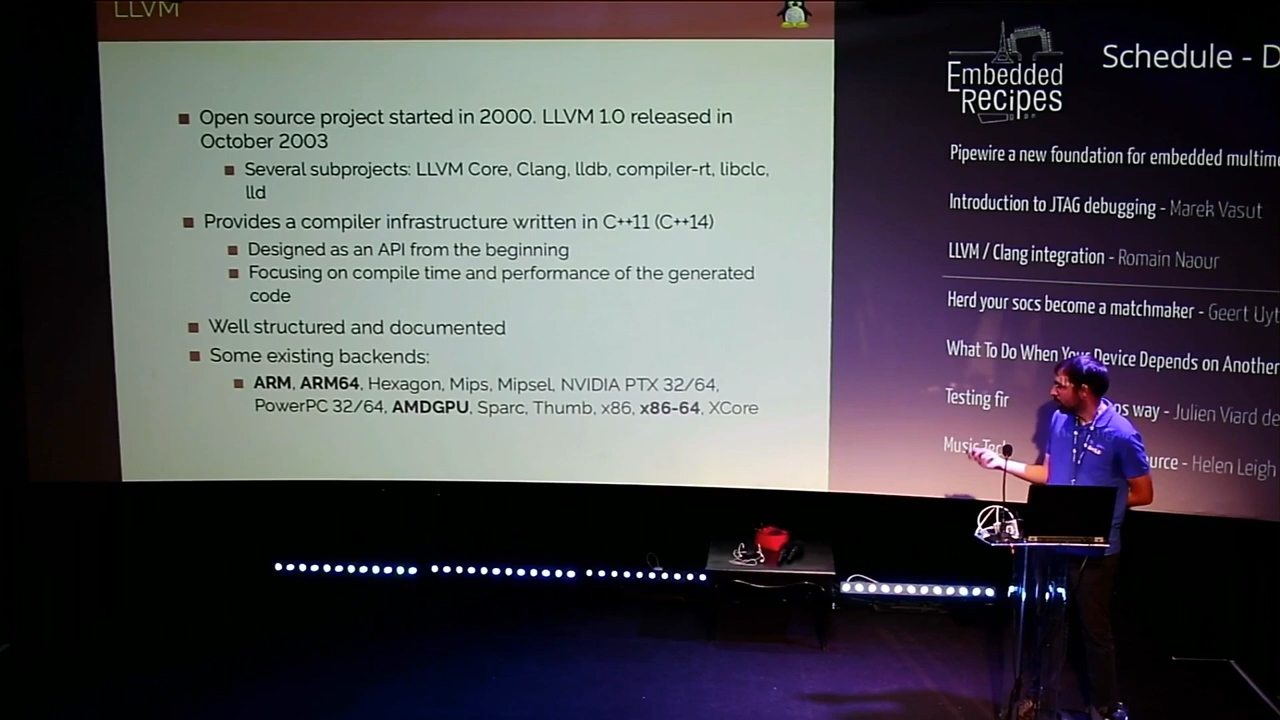 LLVM
Open source project started in 2000. LLVM 1.0 released in
October 2003
Several subprojects: LLVM Core, Clang, lldb, compiler-rt, libclc,
lld
Provides a compiler infrastructure written in C++11 (C++14)
Designed as an API from the beginning
Focusing on compile time and performance of the generated
code
Well structured and documented
Some existing backends:
ARM, ARM64, Hexagon, Mips, Mipsel, NVIDIA PTX 32/64,
PowerPC 32/64, AMDGPU, Sparc, Thumb, x86, x86-64, XCore
Embedded
Recipes
Schedule - D
Pipewire a new foundation for embedded multim
Introduction to JTAG debugging - Marek Vasut
LLVM / Clang integration - Romain Naour
Herd your socs become a matchmaker - Geert Uyt
What To Do When Your Device Depends on Another
Testing fir os way - Julien Viard de
Music Tec urce - Helen Leigh